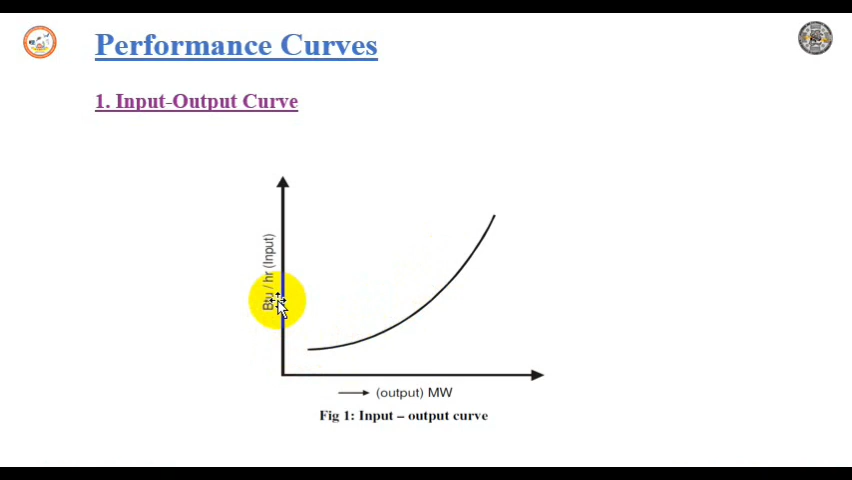 Performance Curves
1. Input-Output Curve
Btu / hr (Input)
(output) MW
Fig 1: Input – output curve